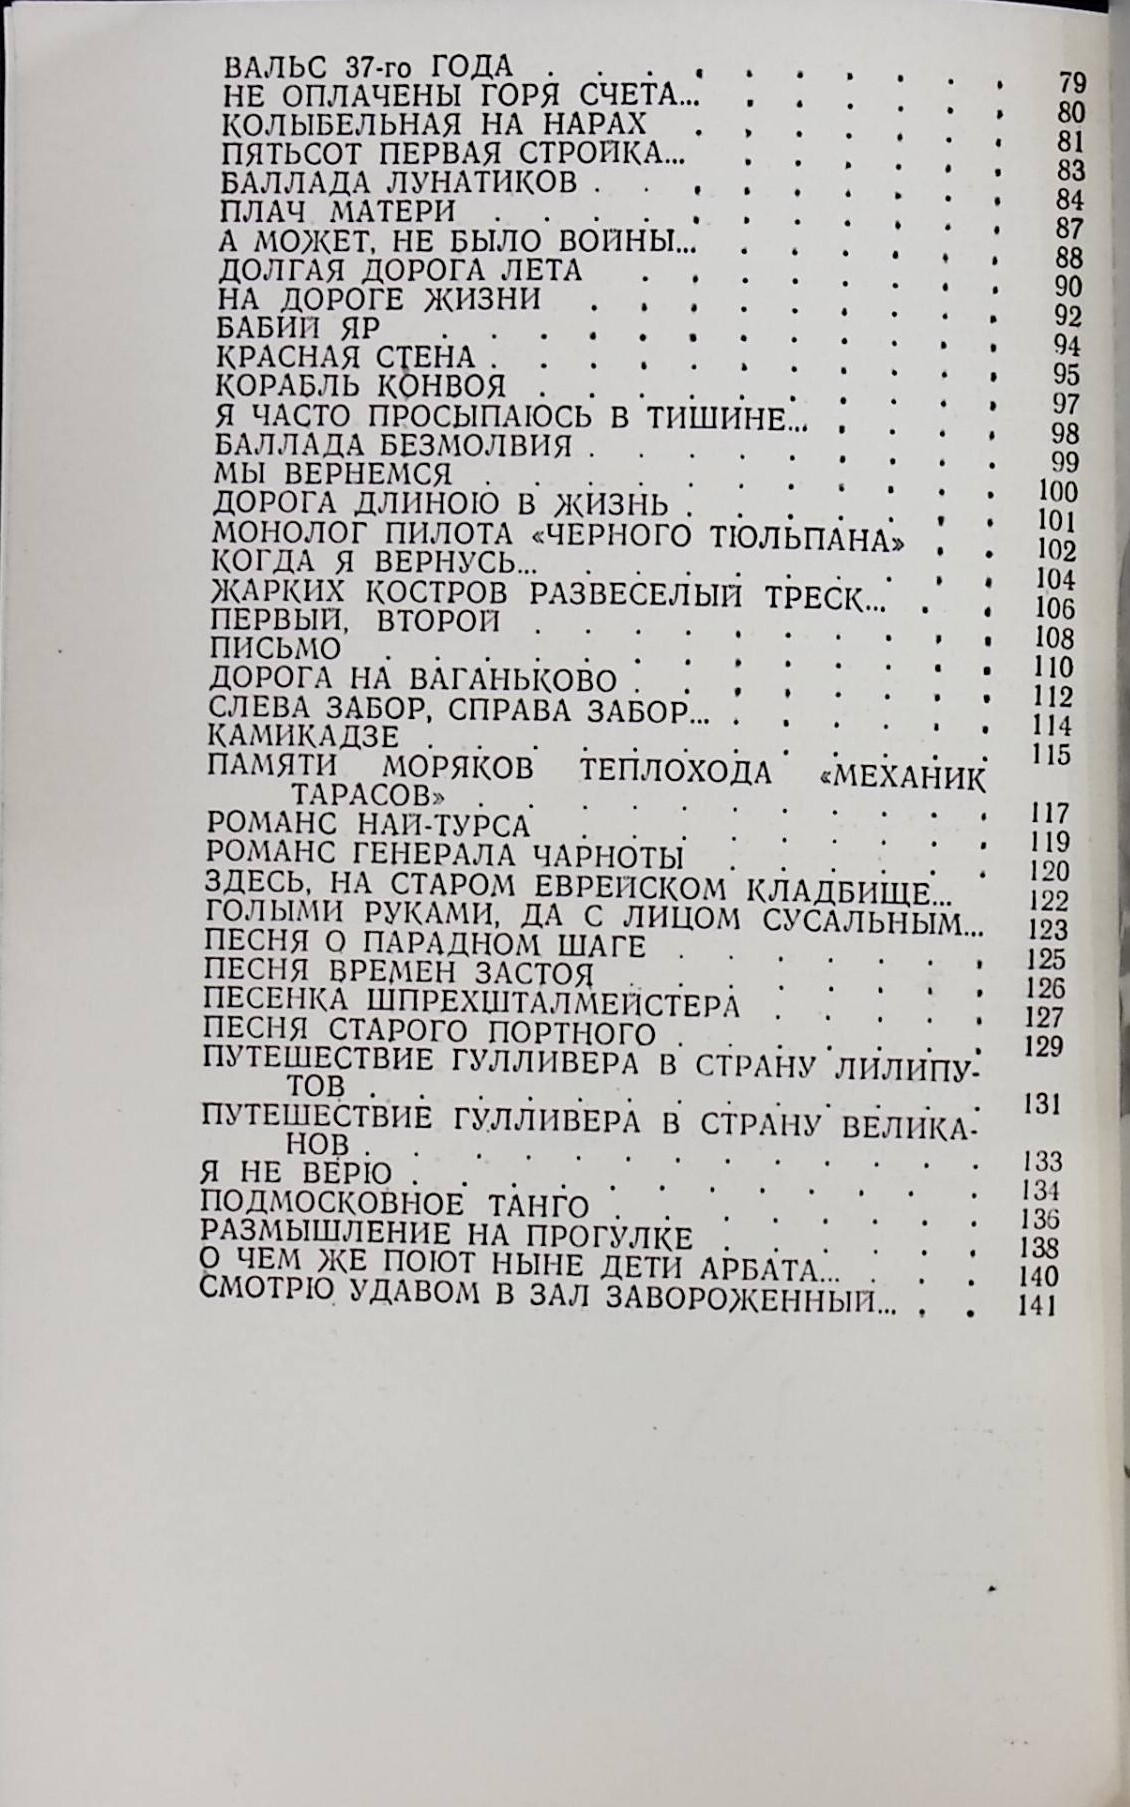 ВАЛЬС 37-го ГОДА . . . . . . . . . . 79
НЕ ОПЛАЧЕНЫ ГОРЯ СЧЕТА... . . . . . . 80
КОЛЫБЕЛЬНАЯ НА НАРАХ . . . . . . . 81
ПЯТЬСОТ ПЕРВАЯ СТРОЙКА... . . . . . . 83
БАЛЛАДА ЛУНАТИКОВ . . . . . . . . . 84
ПЛАЧ МАТЕРИ . . . . . . . . . . . 87
А МОЖЕТ, НЕ БЫЛО ВОЙНЫ... . . . . . . 88
ДОЛГАЯ ДОРОГА ЛЕТА . . . . . . . . 90
НА ДОРОГЕ ЖИЗНИ . . . . . . . . . 92
БАБИЙ ЯР . . . . . . . . . . . . 94
КРАСНАЯ СТЕНА . . . . . . . . . . . 95
КОРАБЛЬ КОНВОЯ . . . . . . . . . . 97
Я ЧАСТО ПРОСЫПАЮСЬ В ТИШИНЕ... . . . . 98
БАЛЛАДА БЕЗМОЛВИЯ . . . . . . . . . 99
МЫ ВЕРНЕМСЯ . . . . . . . . . . . 100
ДОРОГА ДЛИНОЮ В ЖИЗНЬ . . . . . . . 101
МОНОЛОГ ПИЛОТА «ЧЕРНОГО ТЮЛЬПАНА» . . 102
КОГДА Я ВЕРНУСЬ... . . . . . . . . . 104
ЖАРКИХ КОСТРОВ РАЗВЕСЕЛЫЙ ТРЕСК... . . 106
ПЕРВЫЙ, ВТОРОЙ . . . . . . . . . . 108
ПИСЬМО . . . . . . . . . . . . . 110
ДОРОГА НА ВАГАНЬКОВО . . . . . . . . 112
СЛЕВА ЗАБОР, СПРАВА ЗАБОР... . . . . . . 114
КАМИКАДЗЕ . . . . . . . . . . . . 115
ПАМЯТИ МОРЯКОВ ТЕПЛОХОДА «МЕХАНИК
ТАРАСОВ» . . . . . . . . . . . 117
РОМАНС НАЙ-ТУРСА . . . . . . . . . 119
РОМАНС ГЕНЕРАЛА ЧАРНОТЫ . . . . . . 120
ЗДЕСЬ, НА СТАРОМ ЕВРЕЙСКОМ КЛАДБИЩЕ... 122
ГОЛЫМИ РУКАМИ, ДА С ЛИЦОМ СУСАЛЬНЫМ... 123
ПЕСНЯ О ПАРАДНОМ ШАГЕ . . . . . . . 125
ПЕСНЯ ВРЕМЕН ЗАСТОЯ . . . . . . . . 126
ПЕСЕНКА ШПРЕХШТАЛМЕЙСТЕРА . . . . . 127
ПЕСНЯ СТАРОГО ПОРТНОГО . . . . . . . 129
ПУТЕШЕСТВИЕ ГУЛЛИВЕРА В СТРАНУ ЛИЛИПУ-
ТОВ . . . . . . . . . . . . . 131
ПУТЕШЕСТВИЕ ГУЛЛИВЕРА В СТРАНУ ВЕЛИКА-
НОВ . . . . . . . . . . . . . 133
Я НЕ ВЕРЮ . . . . . . . . . . . . 134
ПОДМОСКОВНОЕ ТАНГО . . . . . . . . 136
РАЗМЫШЛЕНИЕ НА ПРОГУЛКЕ . . . . . . 138
О ЧЕМ ЖЕ ПОЮТ НЫНЕ ДЕТИ АРБАТА... . . . 140
СМОТРЮ УДАВОМ В ЗАЛ ЗАВОРОЖЕННЫЙ... . . 141